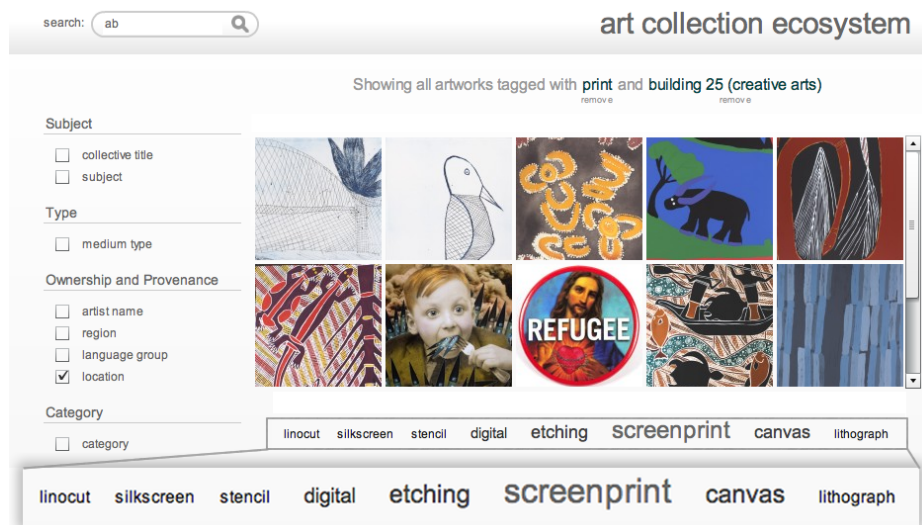 search: ab
art collection ecosystem
Showing all artworks tagged with print and building 25 (creative arts)
remove remove
Subject
collective title
subject
Type
medium type
Ownership and Provenance
artist name
region
language group
location
Category
category
REFUGEE
linocut silkscreen stencil digital etching screenprint canvas lithograph
linocut silkscreen stencil digital etching screenprint canvas lithograph